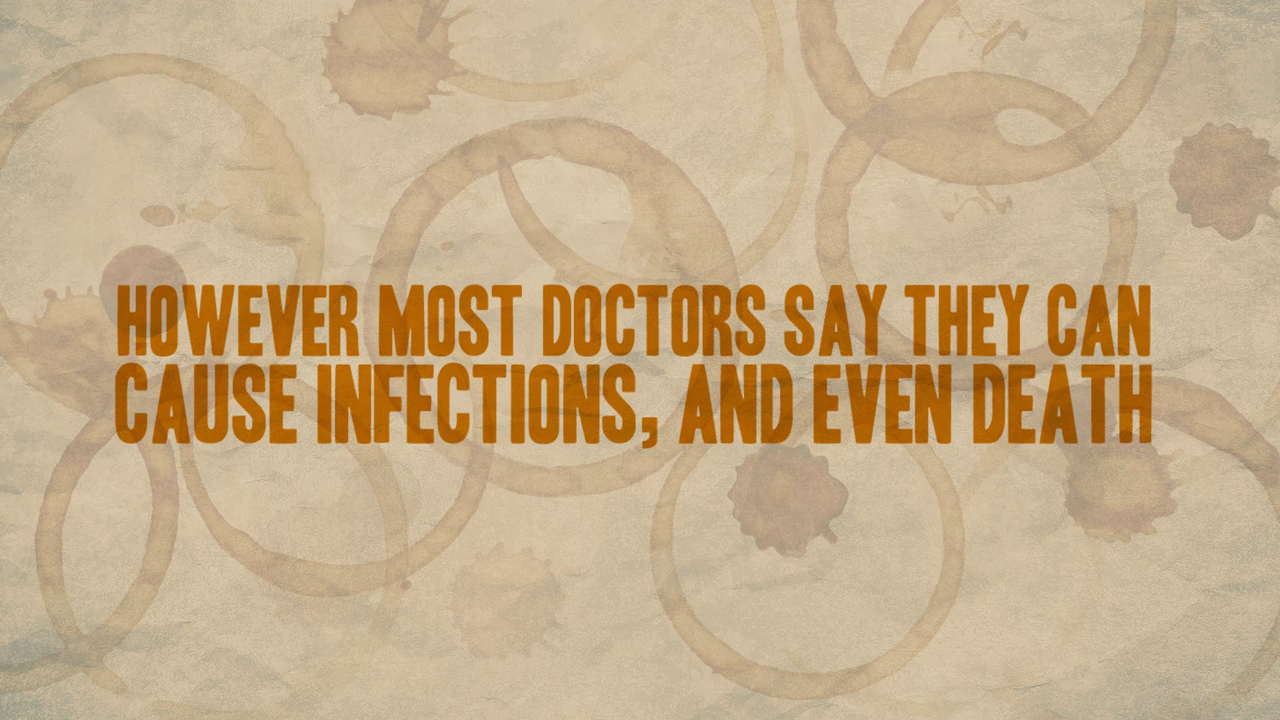 HOWEVER MOST DOCTORS SAY THEY CAN
CAUSE INFECTIONS, AND EVEN DEATH